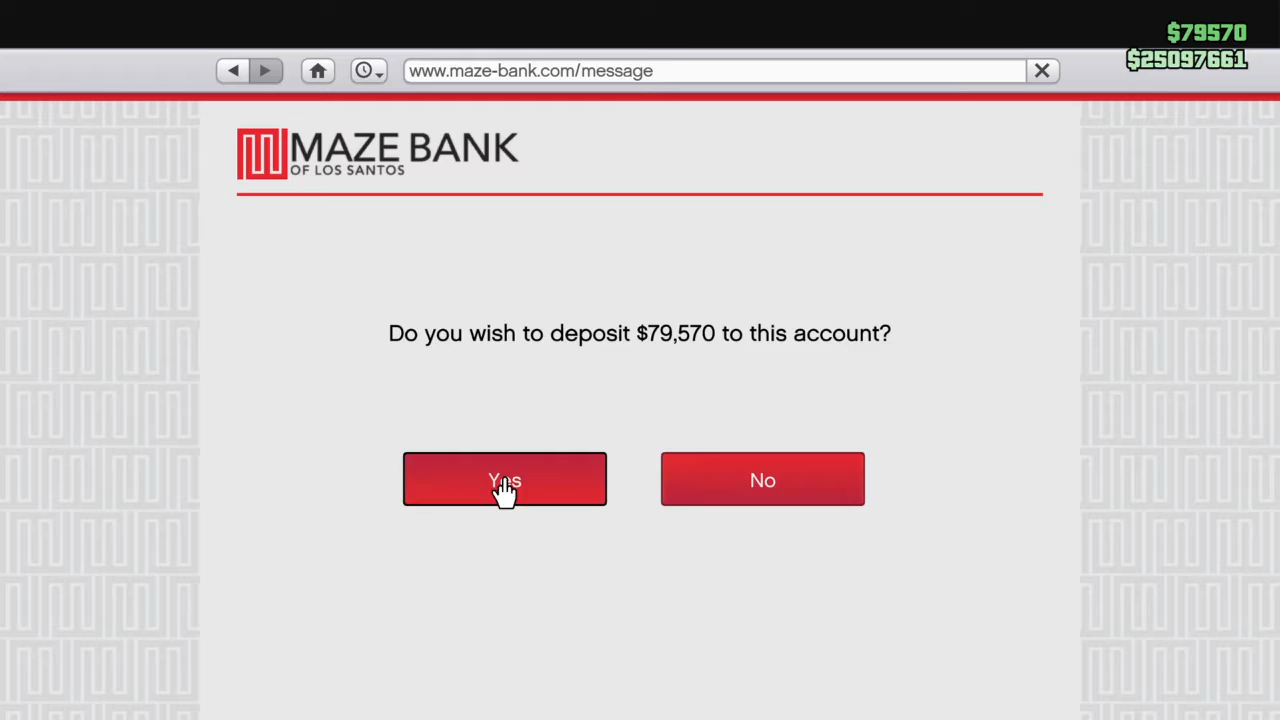 $79570
$25097661
www.maze-bank.com/message
MAZE BANK
OF LOS SANTOS
Do you wish to deposit $79,570 to this account?
Yes
No